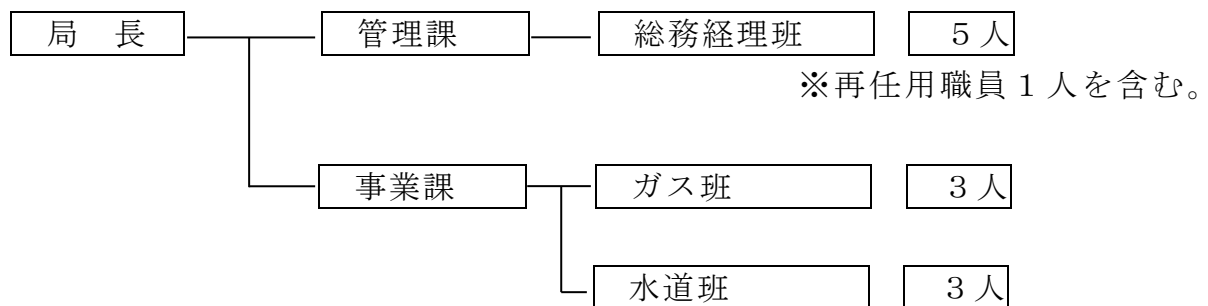 局　長　管理課　総務経理班　５人
※再任用職員１人を含む。
事業課　ガス班　３人
水道班　３人